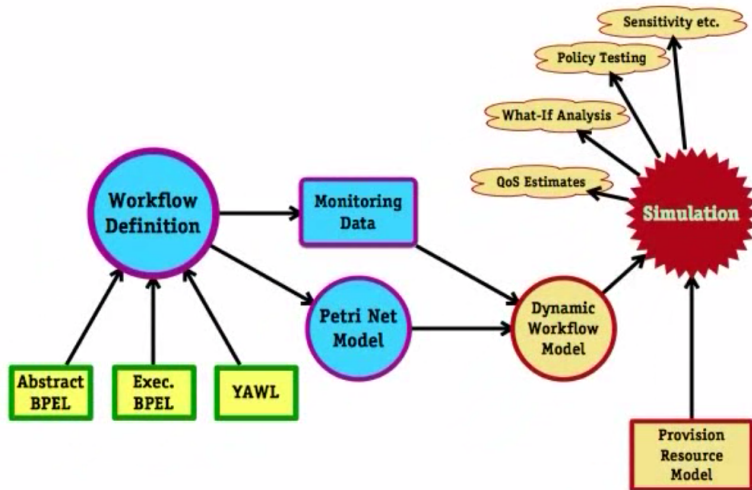 Sensitivity etc.
Policy Testing
What-If Analysis
QoS Estimates
Simulation
Workflow
Definition
Monitoring
Data
Petri Net
Model
Dynamic
Workflow
Model
Abstract
BPEL
Exec.
BPEL
YAWL
Provision
Resource
Model